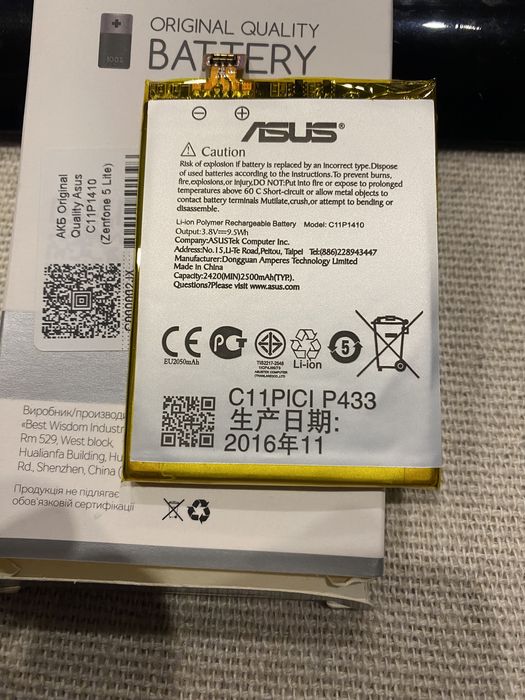 ORIGINAL QUALITY
BATTERY
100%
АКБ Original
Quality Asus
C11P1410
(Zenfone 5 Lite)
ASUS®
Caution
Risk of explosion if battery is replaced by an incorrect type.Dispose
of used batteries according to the instructions. To prevent burns,
fire,explosions,or injury,DO NOT:Put into fire or expose to prolonged
temperatures above 60 C Short-circuit or allow metal objects to
contact battery terminals Mutilate,crush,or attempt to bending or
disassemble.
Li-ion Polymer Rechargeable Battery Model: C11P1410
Output:3.8V⎓9.5Wh
Company:ASUSTek Computer Inc.
Address:No.15,Li-Te Road,Peitou, Taipei Tel:(886)228943447
Manufacturer:Dongguan Amperes Technology Limited
Made in China
Capacity:2420(MIN)2500mAh(TYP).
Questions?Please visit www.asus.com
CE
EU2050mAh
Li-ion
5
ASUSTEK COMPUTER
C11PICI P433
生产日期:
2016年11
Виробник/производи
«Best Wisdom Industr
Rm 529, West block,
Hualianfa Building, Hu
Rd, Shenzhen, China (
Продукція не підлягає
обов'язковій сертифікації